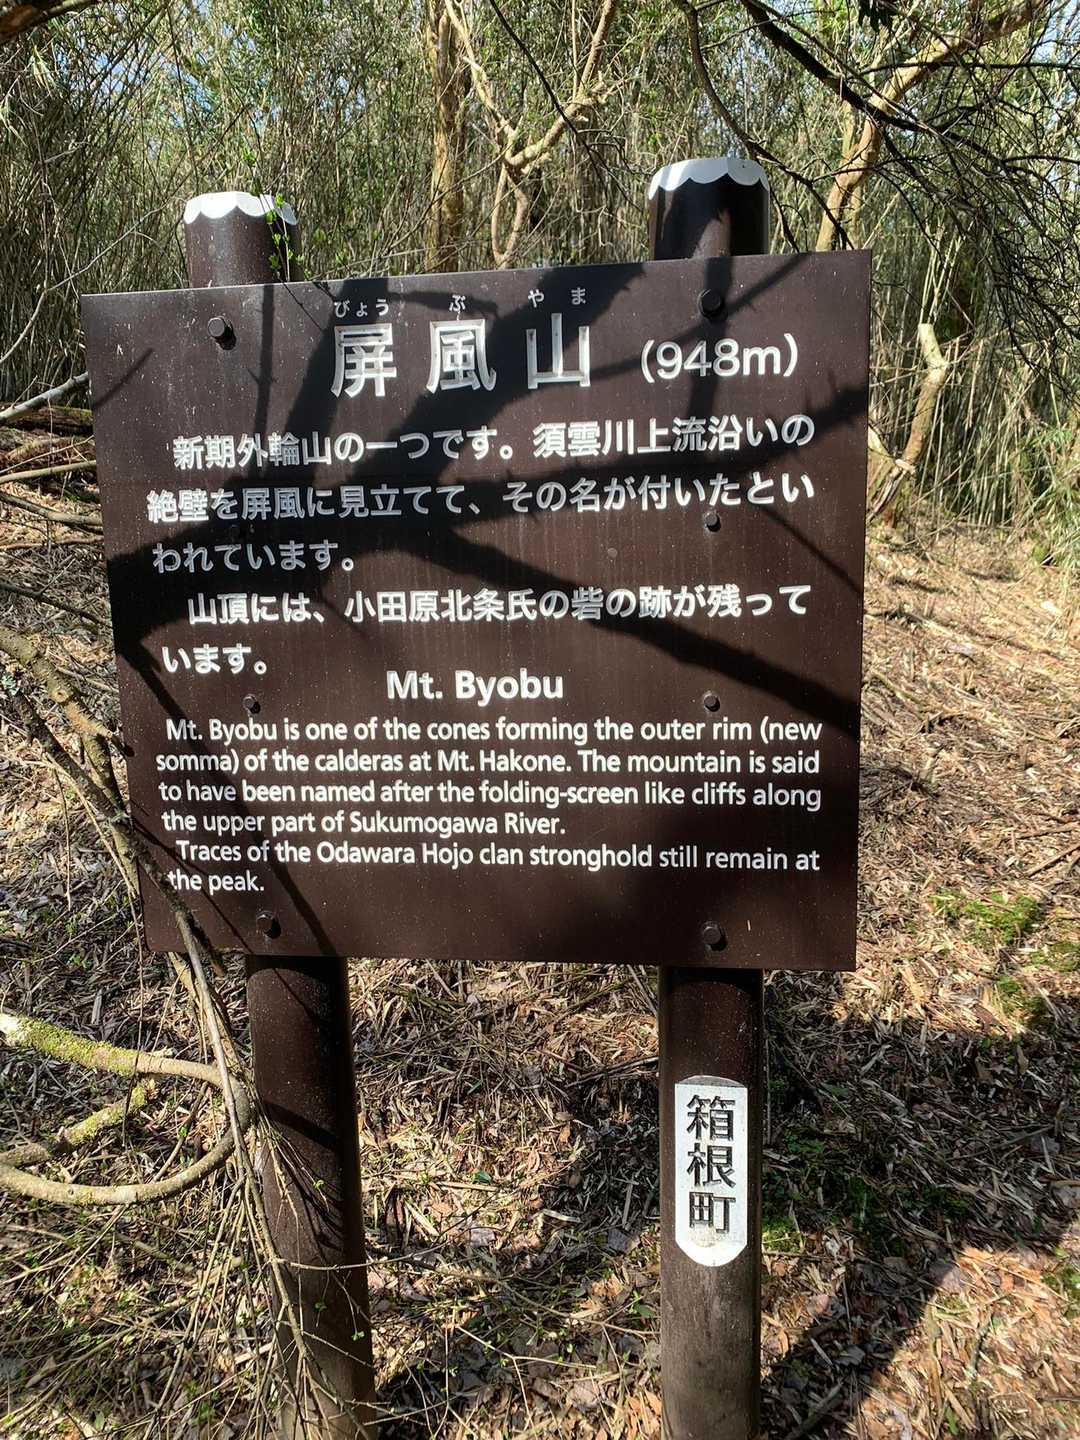 びょう ぶ や ま
屏風山 (948m)
新期外輪山の一つです。須雲川上流沿いの
絶壁を屏風に見立てて、その名が付いたとい
われています。
山頂には、小田原北条氏の砦の跡が残って
います。
Mt. Byobu
Mt. Byobu is one of the cones forming the outer rim (new
somma) of the calderas at Mt. Hakone. The mountain is said
to have been named after the folding-screen like cliffs along
the upper part of Sukumogawa River.
Traces of the Odawara Hojo clan stronghold still remain at
the peak.
箱根町